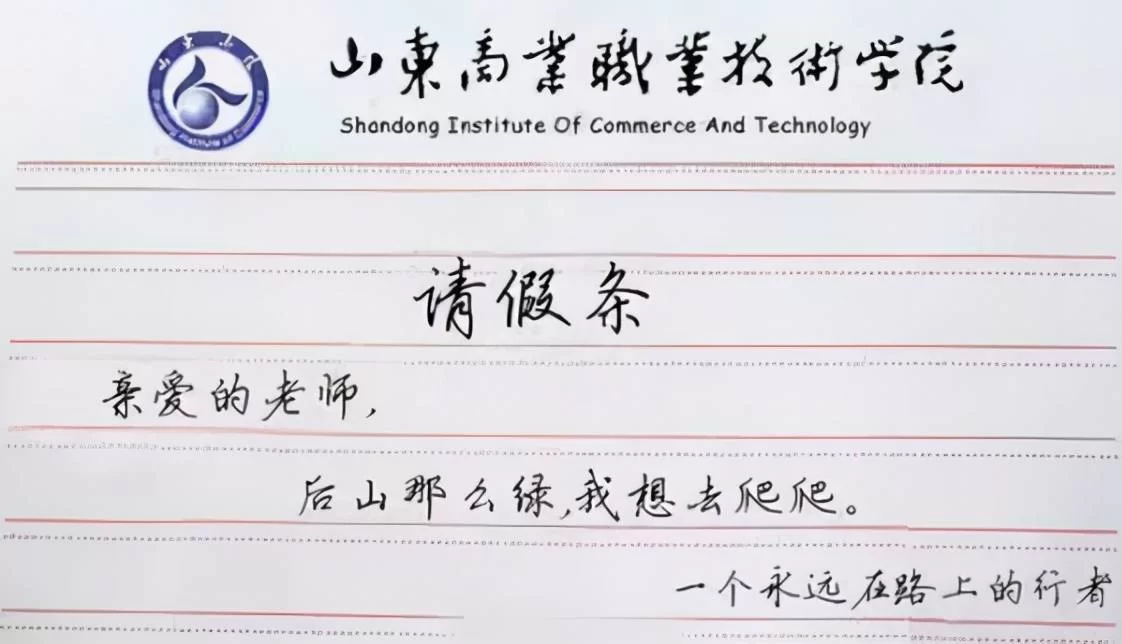 山東商業職業技術学院
Shandong Institute Of Commerce And Technology
请假条
亲爱的老师,
后山那么绿,我想去爬爬。
一个永远在路上的行者